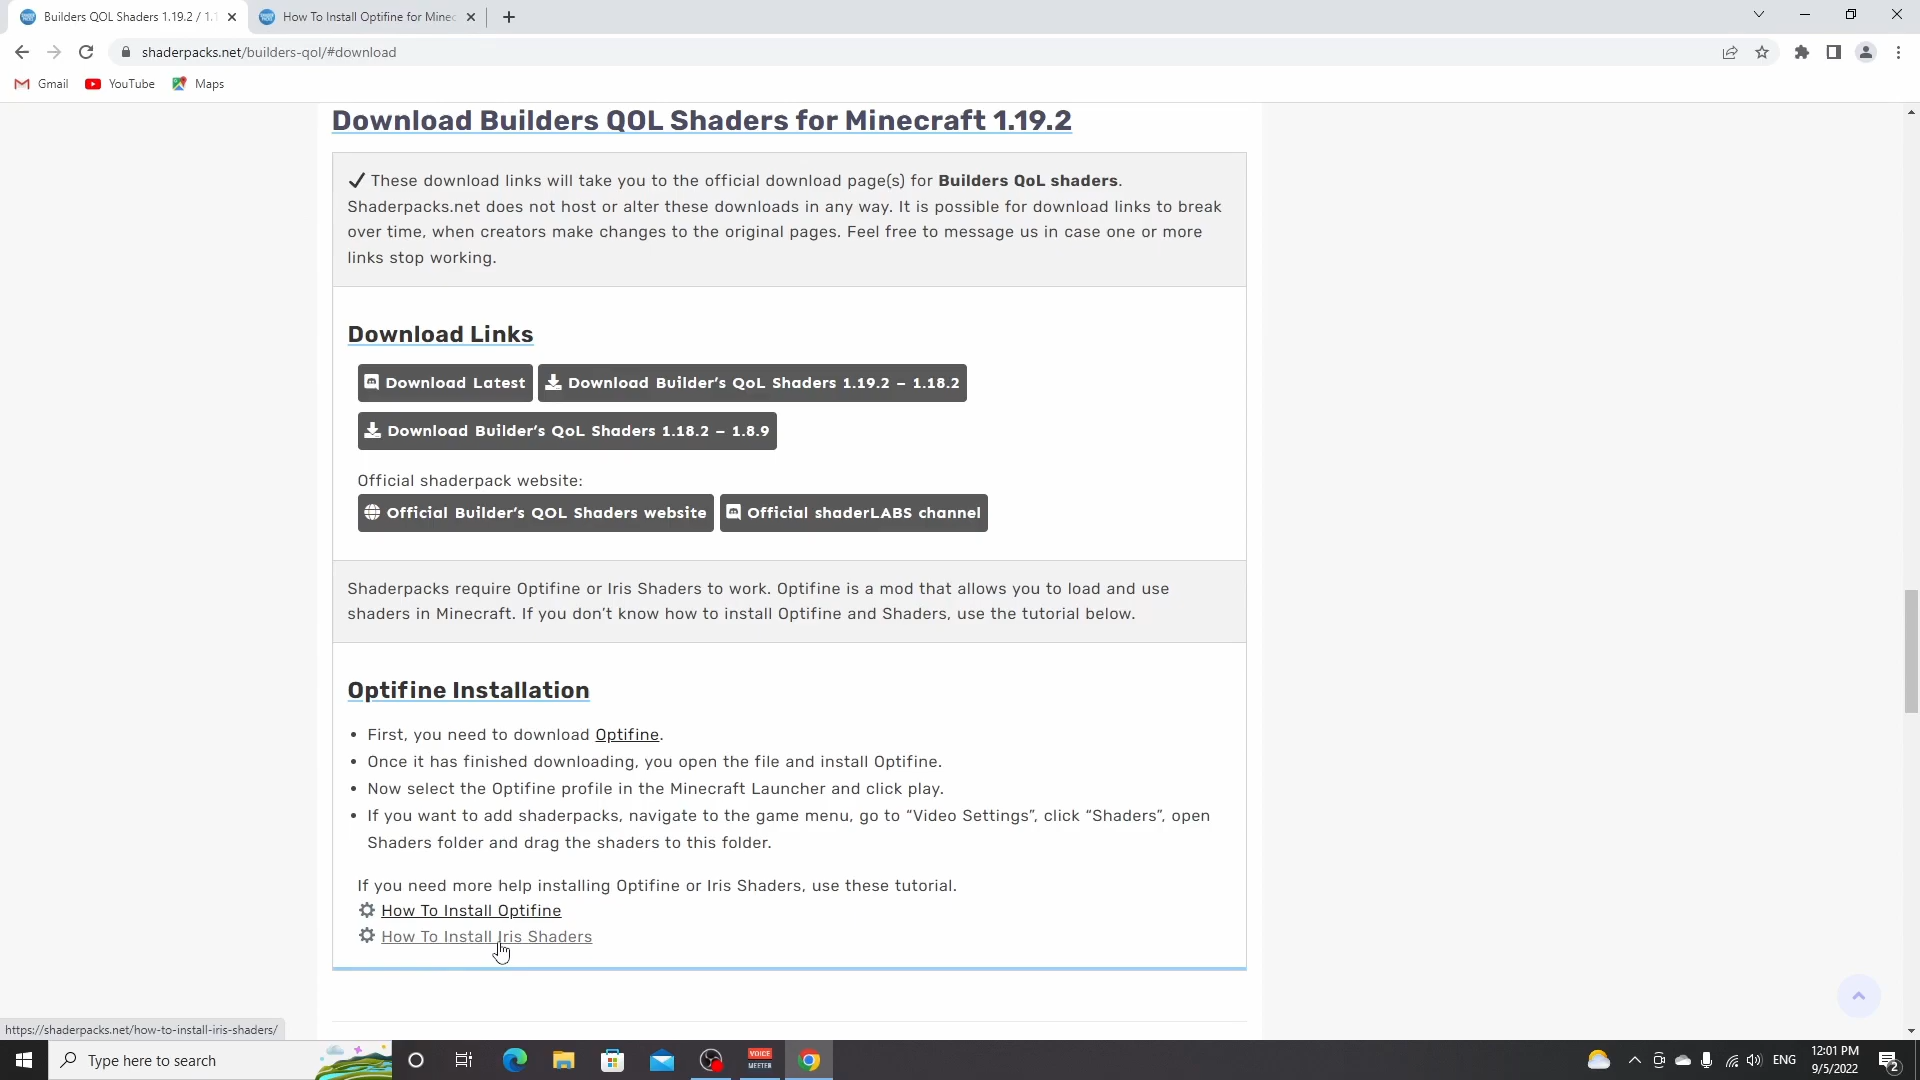 Builders QOL Shaders 1.19.2 / 1.1
How To Install Optifine for Minec
shaderpacks.net/builders-qol/#download
Gmail
YouTube
Maps
Download Builders QOL Shaders for Minecraft 1.19.2
✓ These download links will take you to the official download page(s) for Builders QoL shaders.
Shaderpacks.net does not host or alter these downloads in any way. It is possible for download links to break
over time, when creators make changes to the original pages. Feel free to message us in case one or more
links stop working.
Download Links
Download Latest
Download Builder’s QoL Shaders 1.19.2 – 1.18.2
Download Builder’s QoL Shaders 1.18.2 – 1.8.9
Official shaderpack website:
Official Builder’s QOL Shaders website
Official shaderLABS channel
Shaderpacks require Optifine or Iris Shaders to work. Optifine is a mod that allows you to load and use
shaders in Minecraft. If you don’t know how to install Optifine and Shaders, use the tutorial below.
Optifine Installation
• First, you need to download Optifine.
• Once it has finished downloading, you open the file and install Optifine.
• Now select the Optifine profile in the Minecraft Launcher and click play.
• If you want to add shaderpacks, navigate to the game menu, go to “Video Settings”, click “Shaders”, open
Shaders folder and drag the shaders to this folder.
If you need more help installing Optifine or Iris Shaders, use these tutorial.
How To Install Optifine
How To Install Iris Shaders
https://shaderpacks.net/how-to-install-iris-shaders/
Type here to search
VOICE
MEETER
ENG
12:01 PM
9/5/2022
2